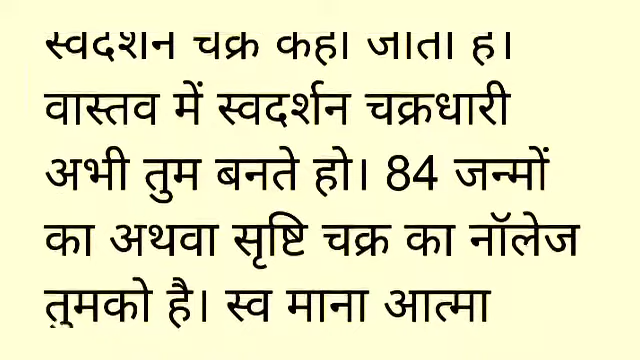 स्वदर्शन चक्र कहा जाता है।
वास्तव में स्वदर्शन चक्रधारी
अभी तुम बनते हो। 84 जन्मों
का अथवा सृष्टि चक्र का नॉलेज
तुमको है। स्व माना आत्मा